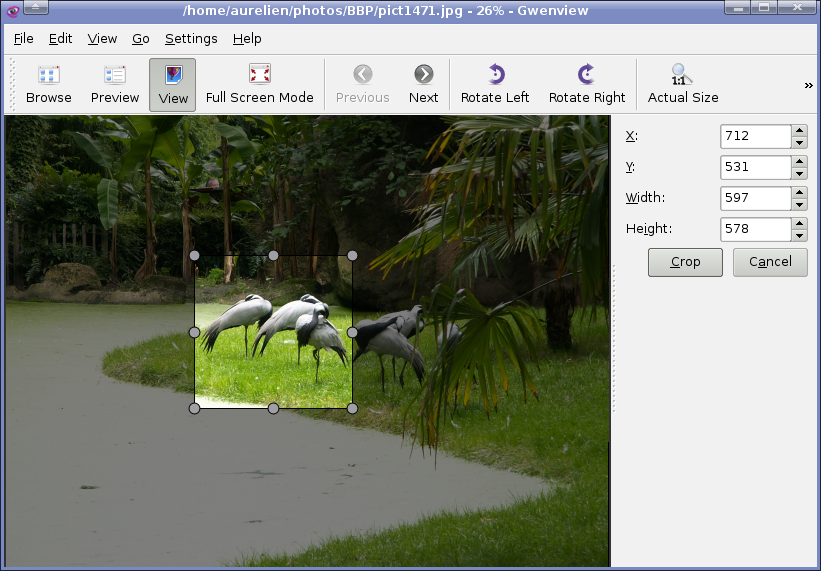 /home/aurelien/photos/BBP/pict1471.jpg - 26% - Gwenview
File Edit View Go Settings Help
Browse Preview View Full Screen Mode Previous Next Rotate Left Rotate Right 1:1 Actual Size »
X: 712
Y: 531
Width: 597
Height: 578
Crop Cancel